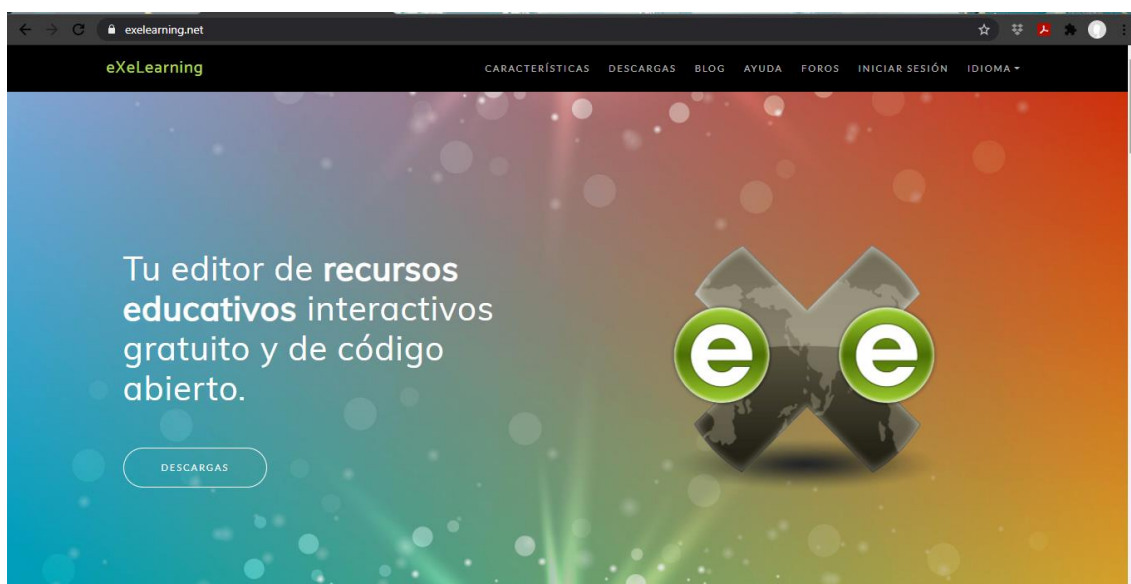 exelearning.net
eXeLearning CARACTERÍSTICAS DESCARGAS BLOG AYUDA FOROS INICIAR SESIÓN IDIOMA
Tu editor de recursos
educativos interactivos
gratuito y de código
abierto.
e e
DESCARGAS